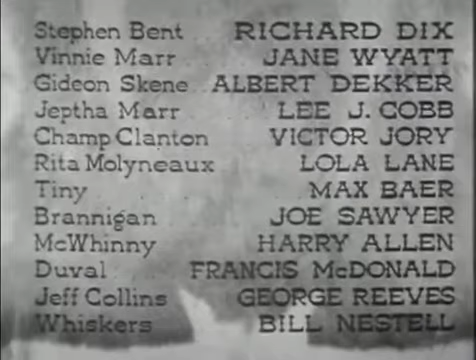 Stephen Bent RICHARD DIX
Vinnie Marr JANE WYATT
Gideon Skene ALBERT DEKKER
Jeptha Marr LEE J. COBB
Champ Clanton VICTOR JORY
Rita Molyneaux LOLA LANE
Tiny MAX BAER
Brannigan JOE SAWYER
McWhinny HARRY ALLEN
Duval FRANCIS McDONALD
Jeff Collins GEORGE REEVES
Whiskers BILL NESTELL